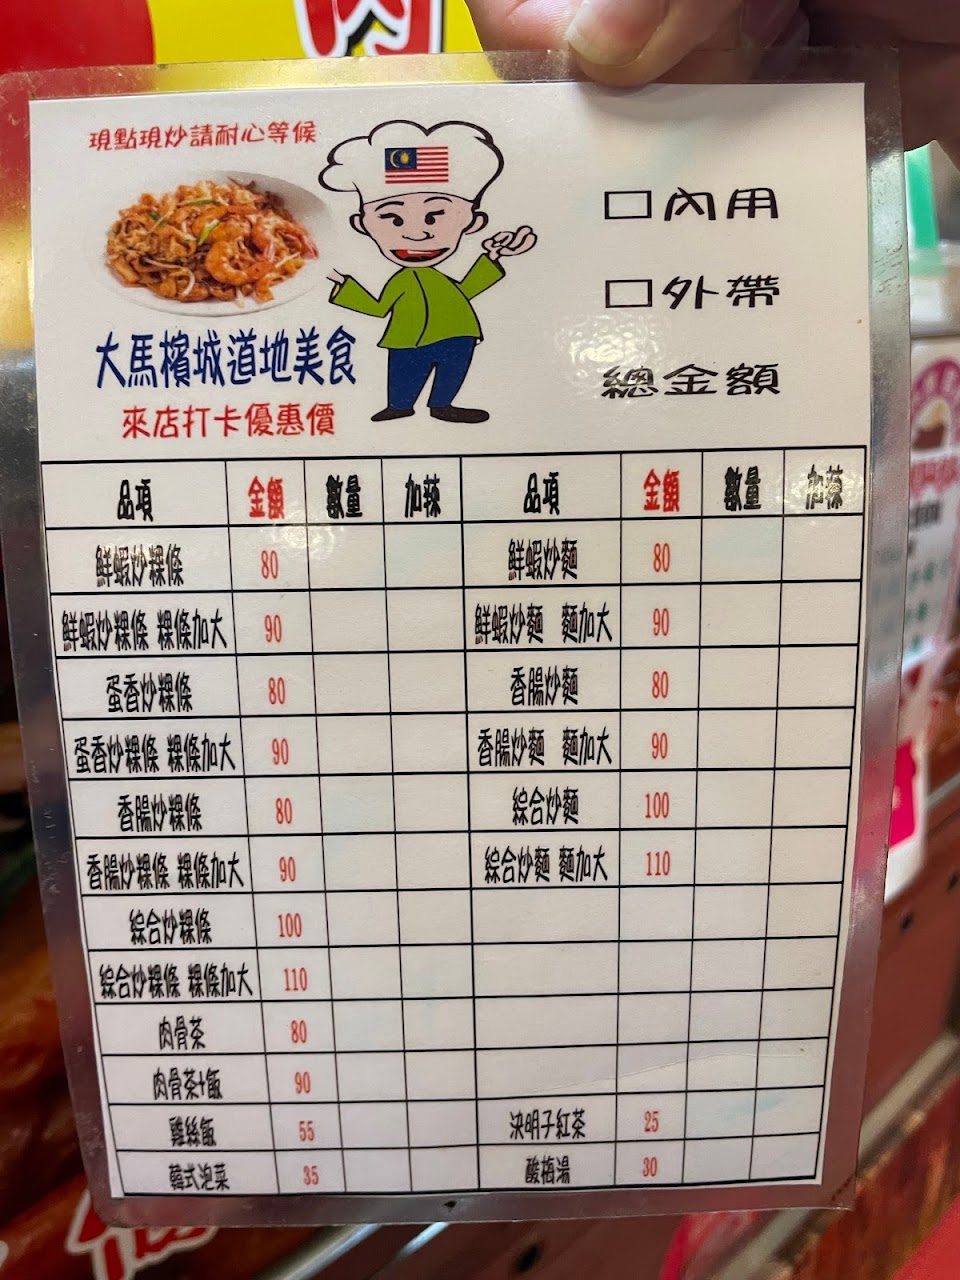 現點現炒請耐心等候
大馬檳城道地美食
來店打卡優惠價
□內用
□外帶
總金額
品項 金額 數量 加辣 品項 金額 數量 加辣
鮮蝦炒粿條 80 鮮蝦炒麵 80
鮮蝦炒粿條 粿條加大 90 鮮蝦炒麵 麵加大 90
蛋香炒粿條 80 香腸炒麵 80
蛋香炒粿條 粿條加大 90 香腸炒麵 麵加大 90
香腸炒粿條 80 綜合炒麵 100
香腸炒粿條 粿條加大 90 綜合炒麵 麵加大 110
綜合炒粿條 100
綜合炒粿條 粿條加大 110
肉骨茶 80
肉骨茶+飯 90
雞絲飯 55 決明子紅茶 25
韓式泡菜 35 酸梅湯 30